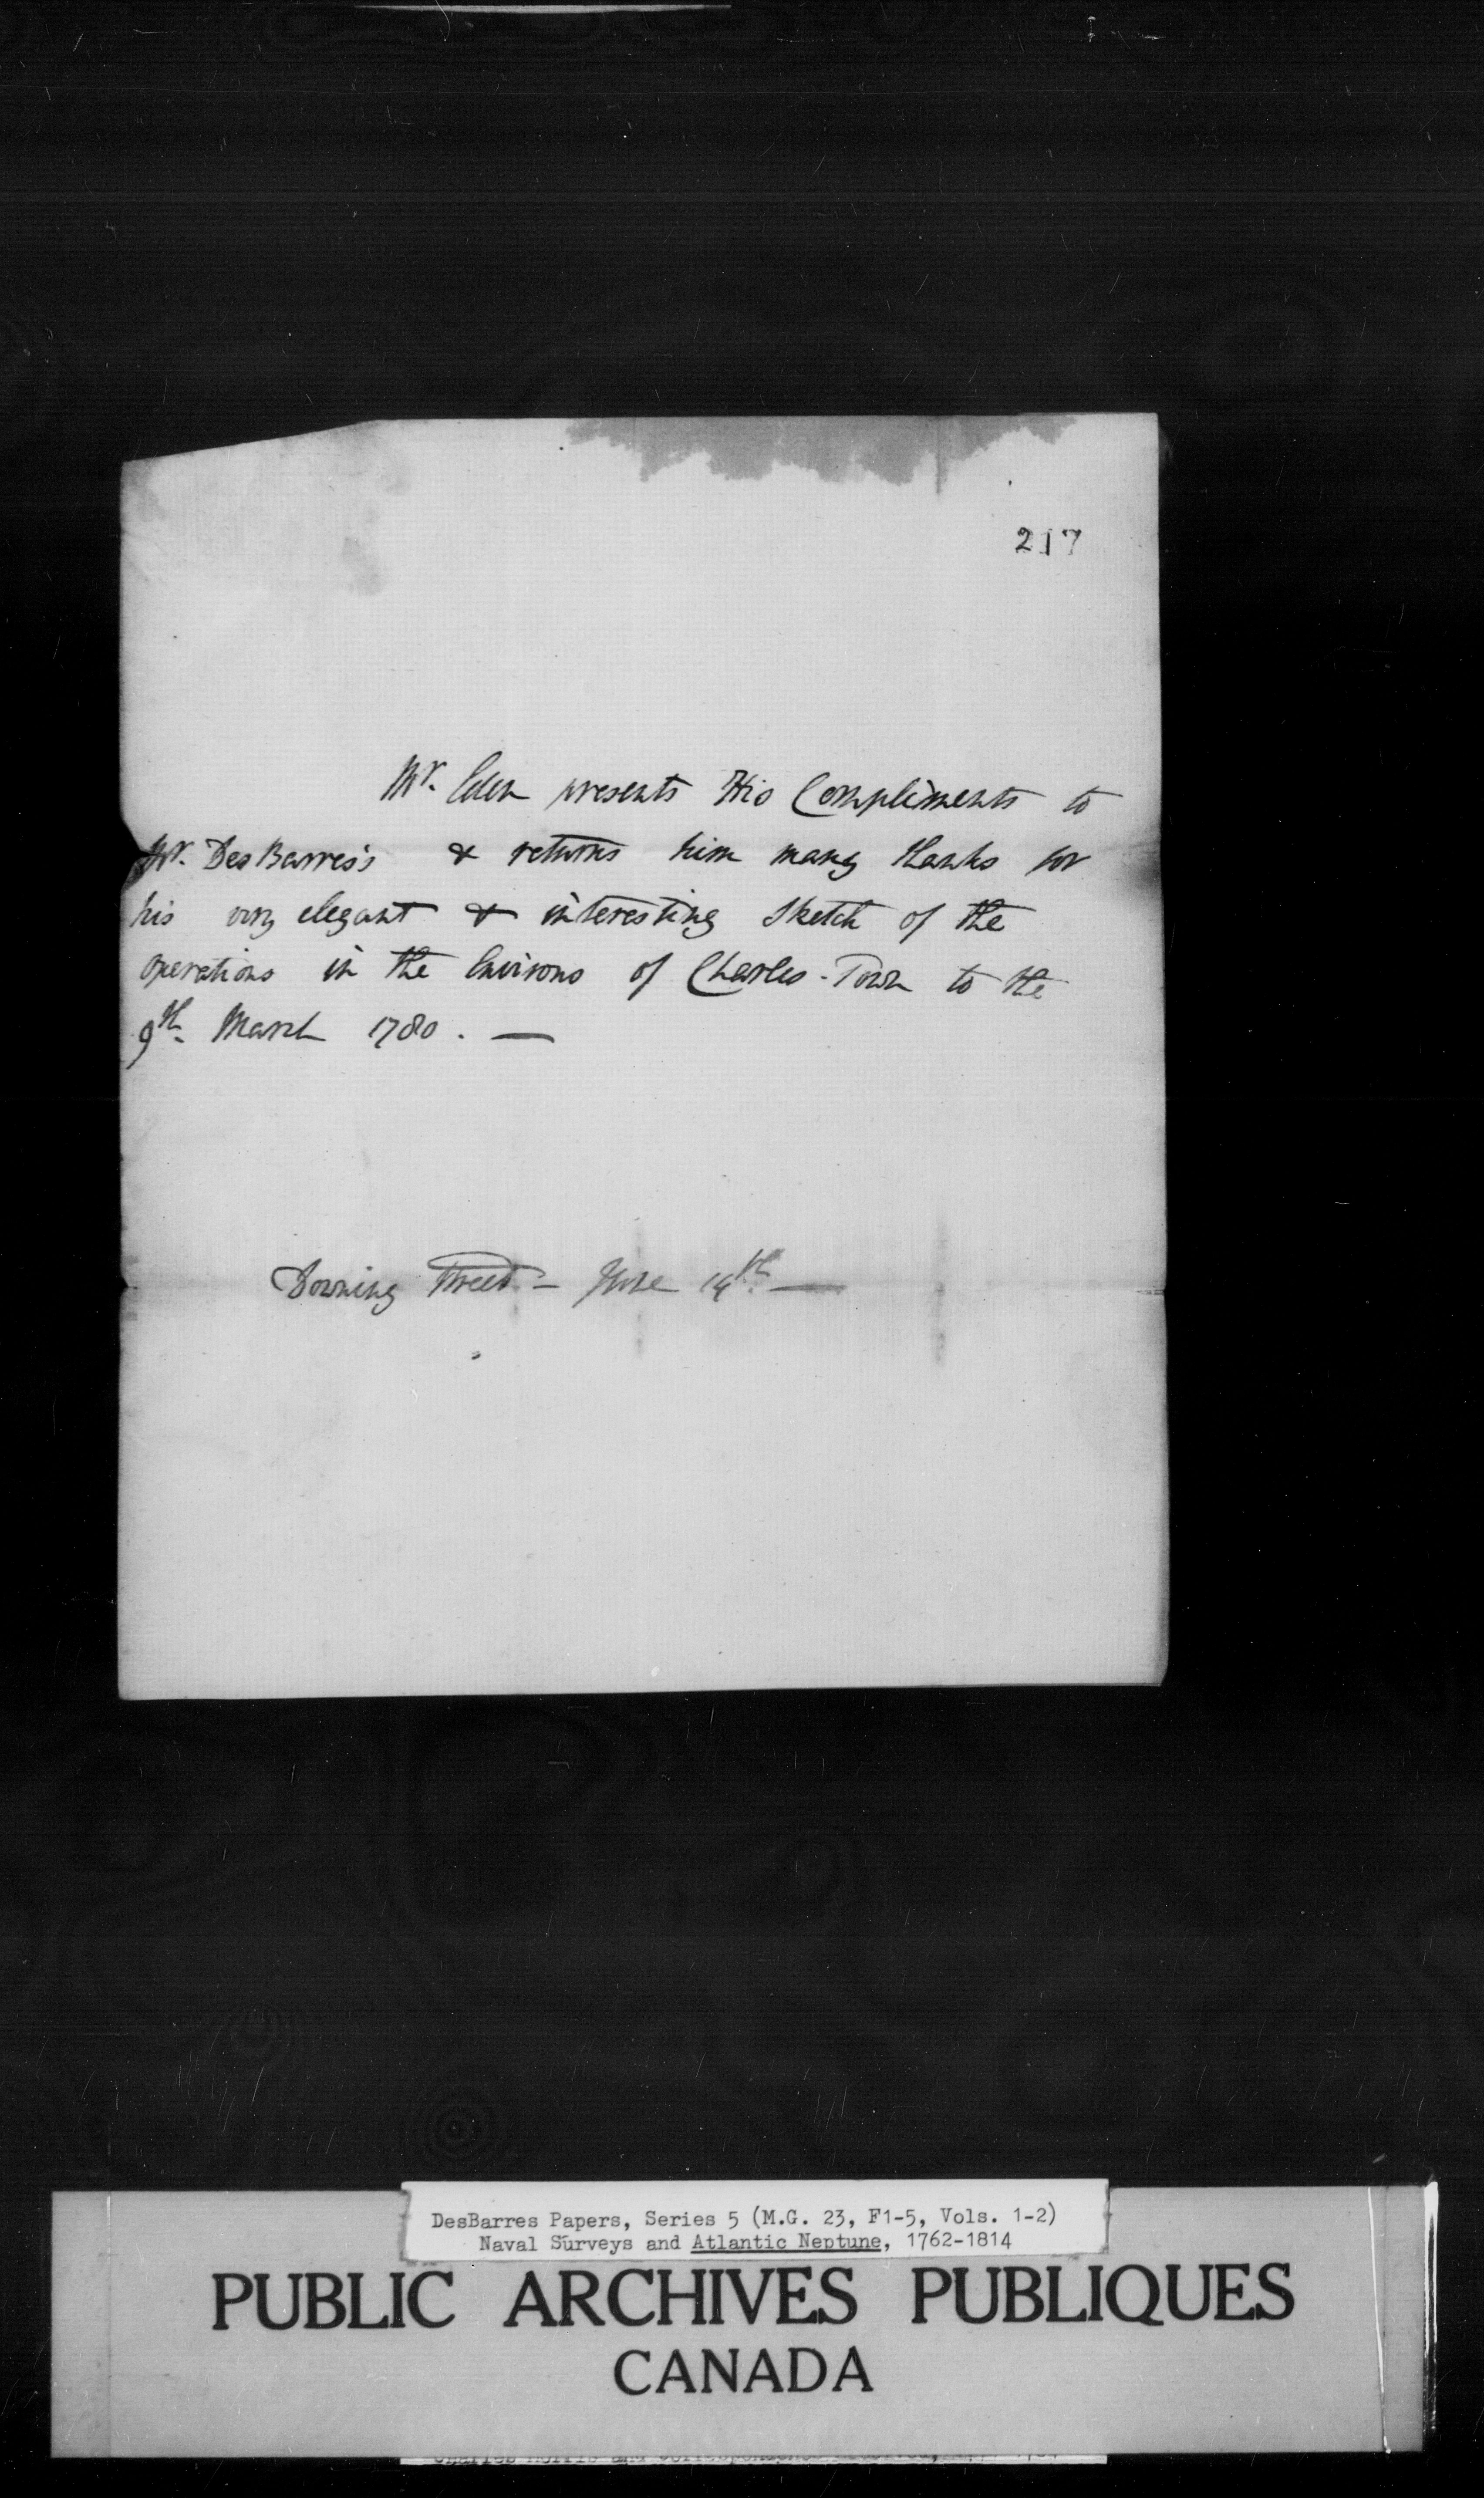 217
Mr. Eden presents His Compliments to
Mr. DesBarres's & returns him many thanks for
his very elegant & interesting Sketch of the
operations in the Environs of Charles-Town to the
9th March 1780. —
Downing Street - June 14th —
DesBarres Papers, Series 5 (M.G. 23, F1-5, Vols. 1-2)
Naval Surveys and Atlantic Neptune, 1762-1814
PUBLIC ARCHIVES PUBLIQUES
CANADA